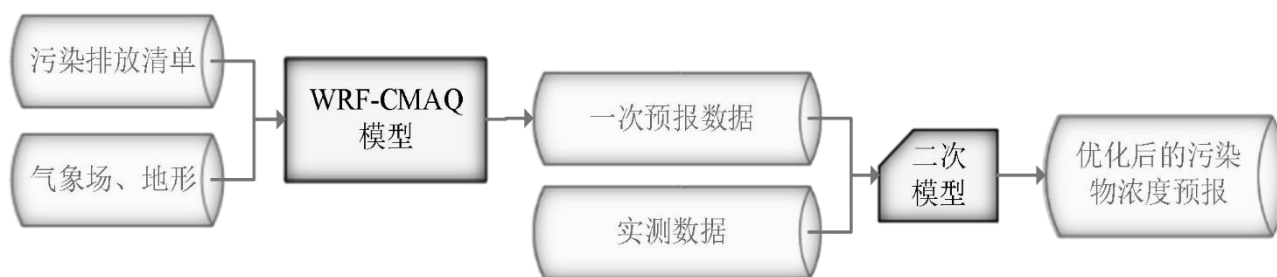 污染排放清单
气象场、地形
WRF-CMAQ
模型
一次预报数据
实测数据
二次
模型
优化后的污染
物浓度预报